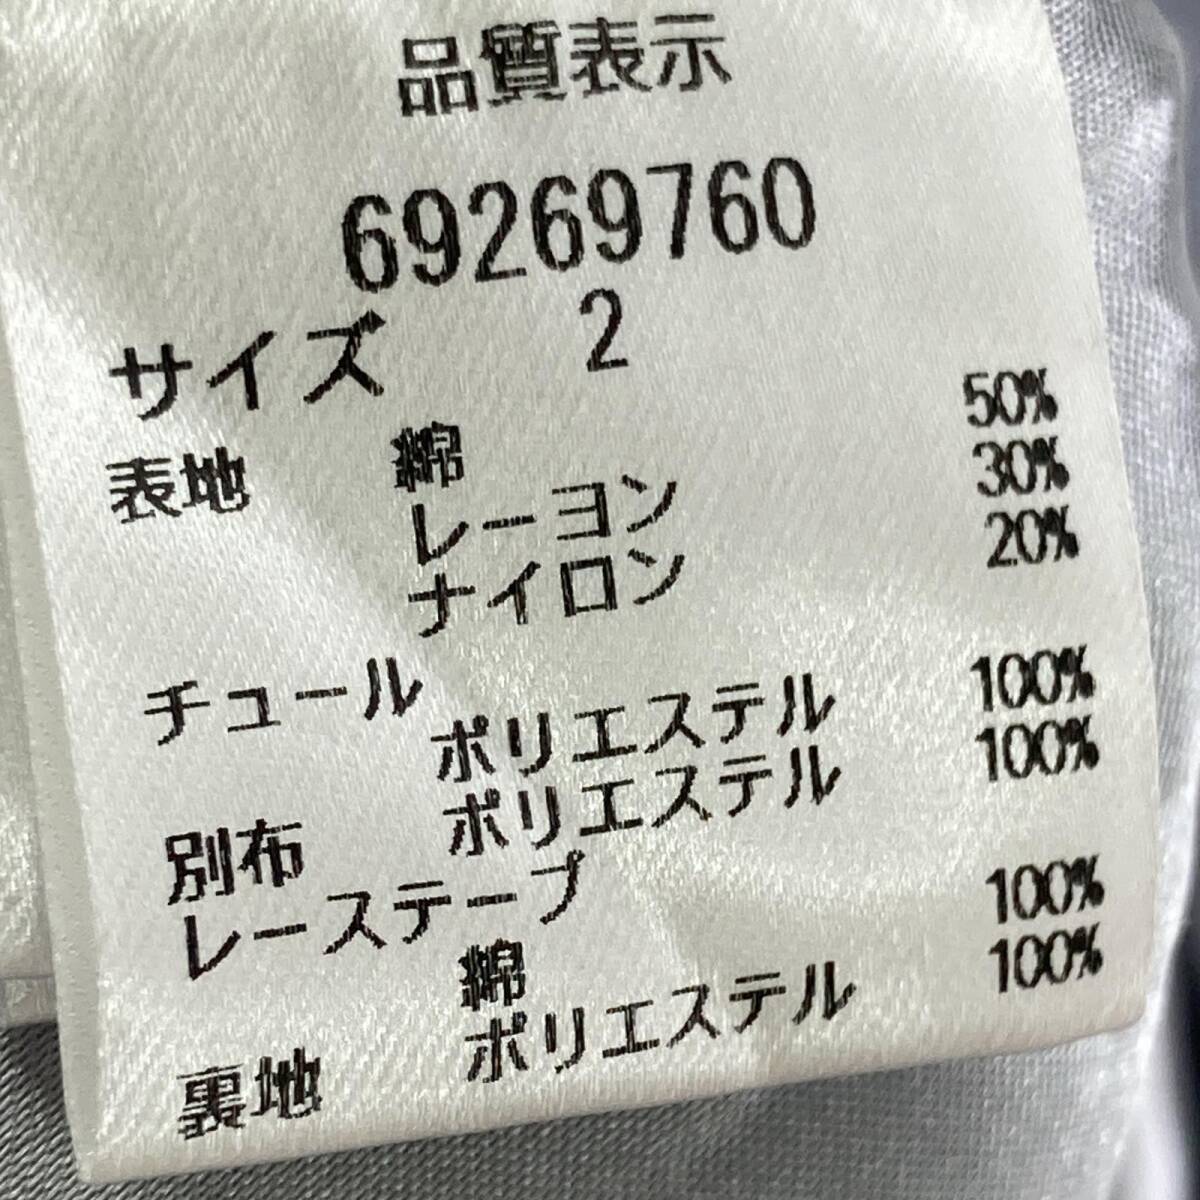 品質表示
69269760
サイズ 2
表地 綿 50%
レーヨン 30%
ナイロン 20%
チュール
ポリエステル 100%
別布 ポリエステル 100%
レーステープ
綿 100%
裏地 ポリエステル 100%